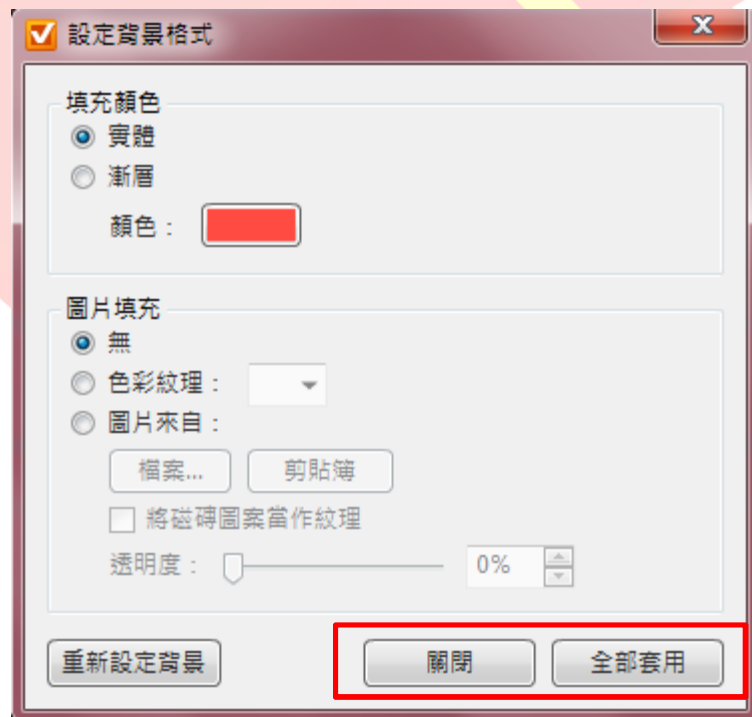 設定背景格式
填充顏色
實體
漸層
顏色：
圖片填充
無
色彩紋理：
圖片來自：
檔案... 剪貼簿
將磁磚圖案當作紋理
透明度： 0%
重新設定背景 關閉 全部套用